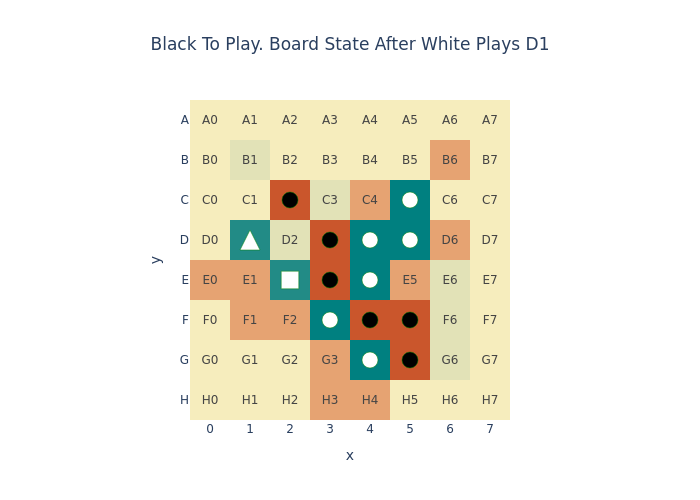 Black To Play. Board State After White Plays D1
A A0 A1 A2 A3 A4 A5 A6 A7
B B0 B1 B2 B3 B4 B5 B6 B7
C C0 C1 C3 C4 C6 C7
D D0 D2 D6 D7
y
E E0 E1 E5 E6 E7
F F0 F1 F2 F6 F7
G G0 G1 G2 G3 G6 G7
H H0 H1 H2 H3 H4 H5 H6 H7
0 1 2 3 4 5 6 7
x